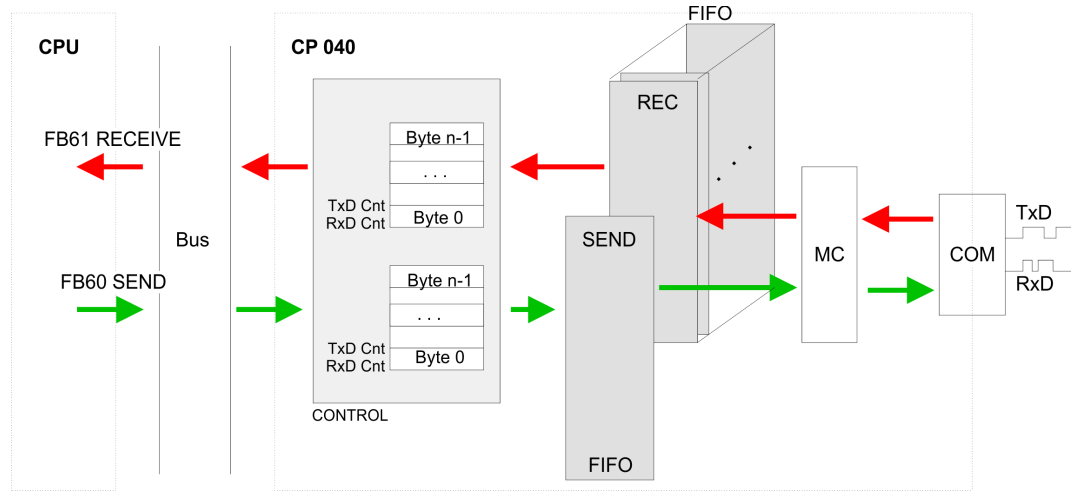 FIFO
CPU
CP 040
REC
FB61 RECEIVE
Byte n-1
. . .
TxD Cnt
RxD Cnt
Byte 0
TxD
Bus
SEND
MC
COM
FB60 SEND
Byte n-1
. . .
RxD
TxD Cnt
RxD Cnt
Byte 0
CONTROL
FIFO